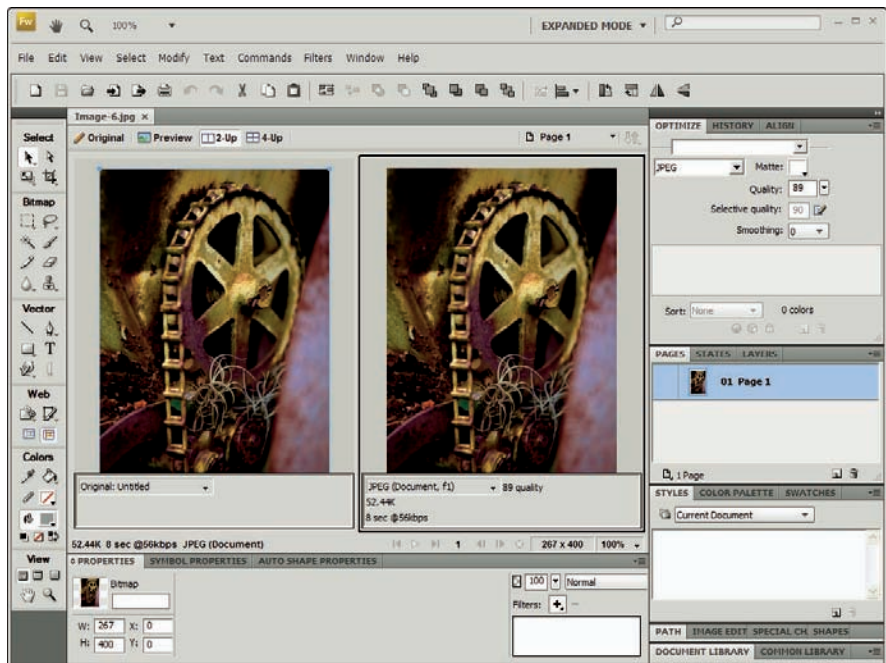 Fw 100% EXPANDED MODE
File Edit View Select Modify Text Commands Filters Window Help
Image-6.jpg ×
Original Preview 2-Up 4-Up Page 1
Select
Bitmap
Vector
T
Web
Colors
View
Original: Untitled
JPEG (Document, f1) 89 quality
52.44K
8 sec @56kbps
52.44K 8 sec @56kbps JPEG (Document) 1 267 x 400 100%
PROPERTIES SYMBOL PROPERTIES AUTO SHAPE PROPERTIES
Bitmap
W: 267 X: 0
H: 400 Y: 0
100 Normal
Filters: + -
OPTIMIZE HISTORY ALIGN
JPEG Matte:
Quality: 89
Selective quality: 90
Smoothing: 0
Sort: None 0 colors
PAGES STATES LAYERS
01 Page 1
1 Page
STYLES COLOR PALETTE SWATCHES
Current Document
PATH IMAGE EDIT SPECIAL CH SHAPES
DOCUMENT LIBRARY COMMON LIBRARY